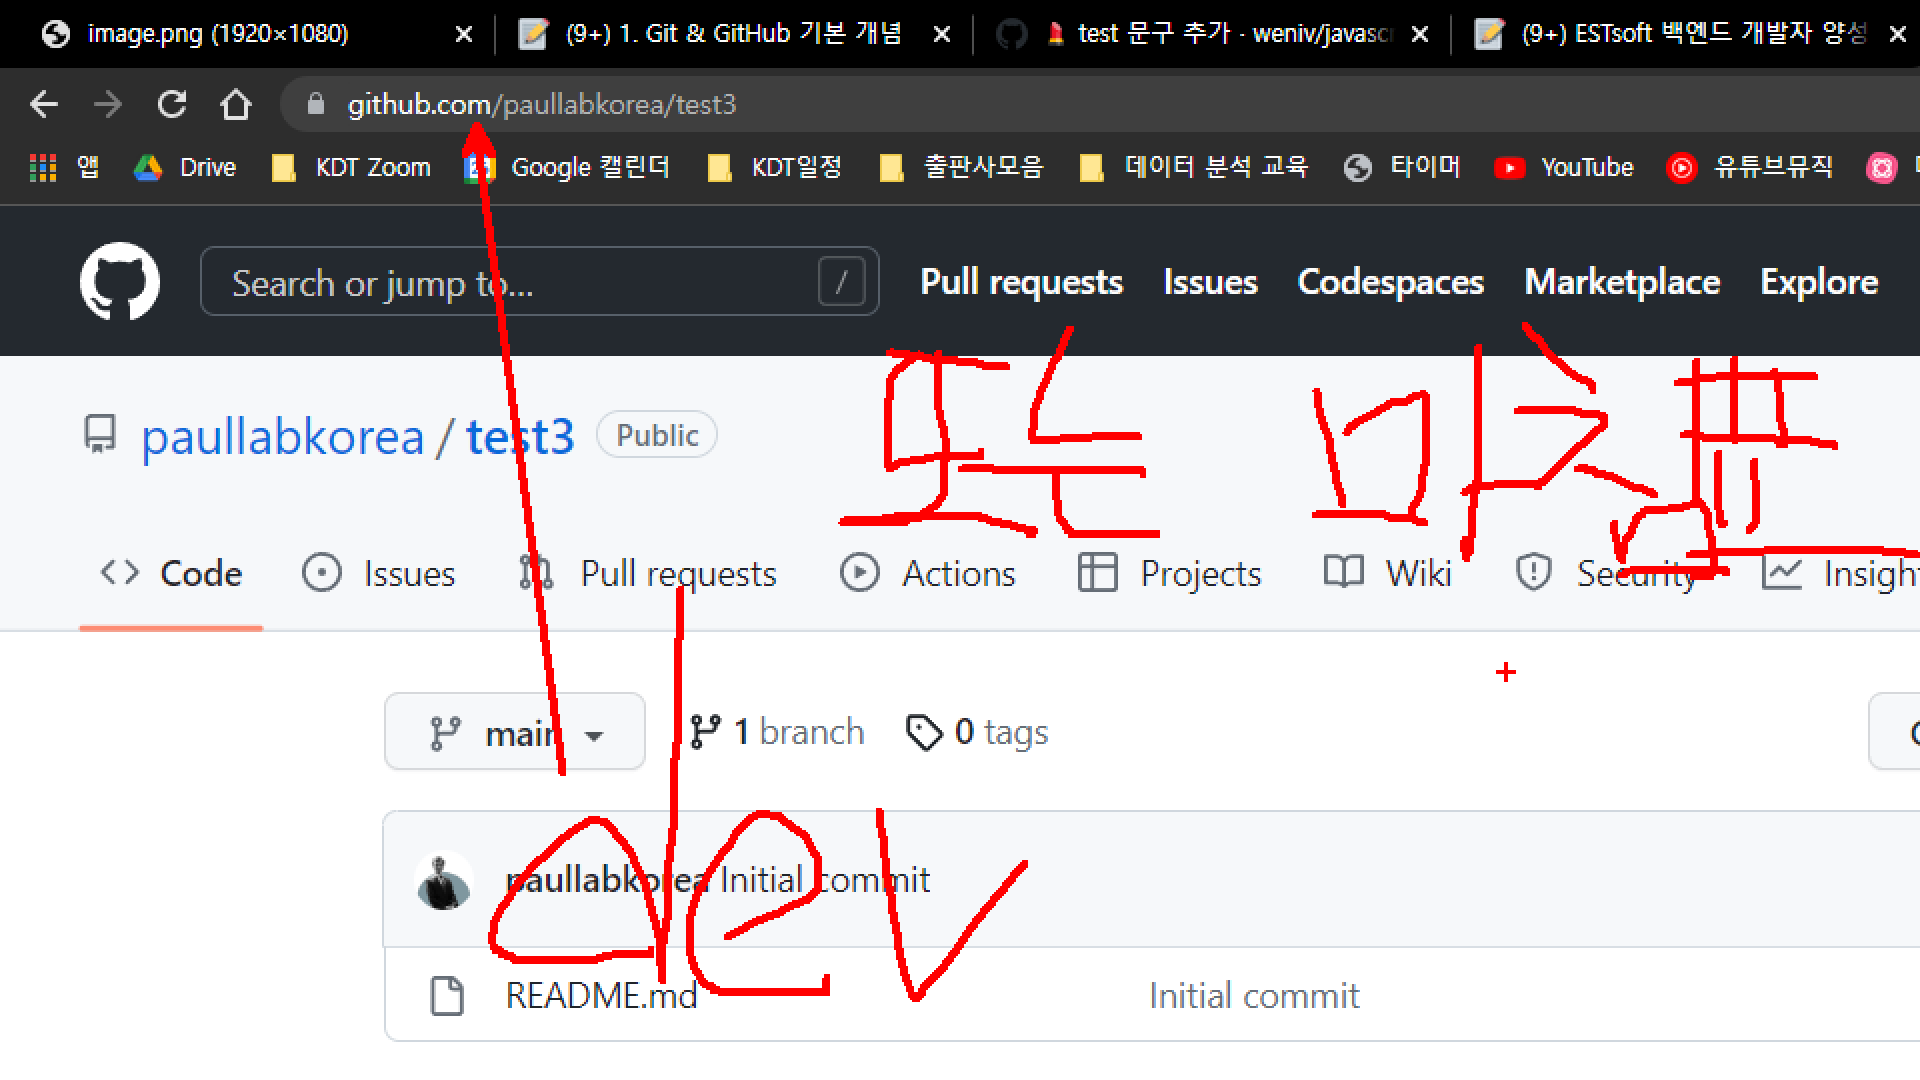 image.png (1920×1080)
(9+) 1. Git & GitHub 기본 개념
test 문구 추가 · weniv/javasc
(9+) ESTsoft 백엔드 개발자 양성
github.com/paullabkorea/test3
앱
Drive
KDT Zoom
Google 캘린더
KDT일정
출판사모음
데이터 분석 교육
타이머
YouTube
유튜브뮤직
Search or jump to...
/
Pull requests
Issues
Codespaces
Marketplace
Explore
paullabkorea / test3
Public
Code
Issues
Pull requests
Actions
Projects
Wiki
Security
Insigh
main
1 branch
0 tags
dev
paullabkorea Initial commit
README.md
Initial commit